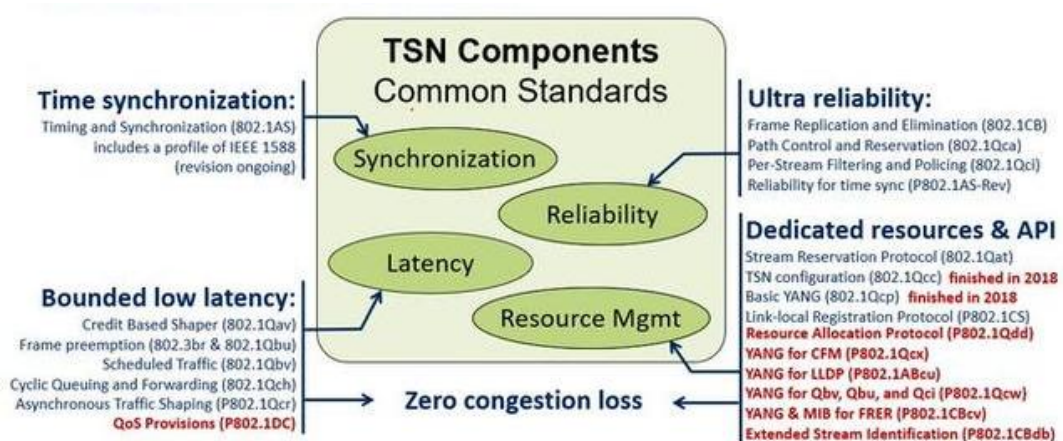 TSN Components
Common Standards
Time synchronization:
Timing and Synchronization (802.1AS)
includes a profile of IEEE 1588
(revision ongoing)
Synchronization
Reliability
Latency
Resource Mgmt
Ultra reliability:
Frame Replication and Elimination (802.1CB)
Path Control and Reservation (802.1Qca)
Per-Stream Filtering and Policing (802.1Qci)
Reliability for time sync (P802.1AS-Rev)
Bounded low latency:
Credit Based Shaper (802.1Qav)
Frame preemption (802.3br & 802.1Qbu)
Scheduled Traffic (802.1Qbv)
Cyclic Queuing and Forwarding (802.1Qch)
Asynchronous Traffic Shaping (P802.1Qcr)
QoS Provisions (P802.1DC)
Zero congestion loss
Dedicated resources & API
Stream Reservation Protocol (802.1Qat)
TSN configuration (802.1Qcc) finished in 2018
Basic YANG (802.1Qcp) finished in 2018
Link-local Registration Protocol (P802.1CS)
Resource Allocation Protocol (P802.1Qdd)
YANG for CFM (P802.1Qcx)
YANG for LLDP (P802.1ABcu)
YANG for Qbv, Qbu, and Qci (P802.1Qcw)
YANG & MIB for FRER (P802.1CBcv)
Extended Stream Identification (P802.1CBdb)